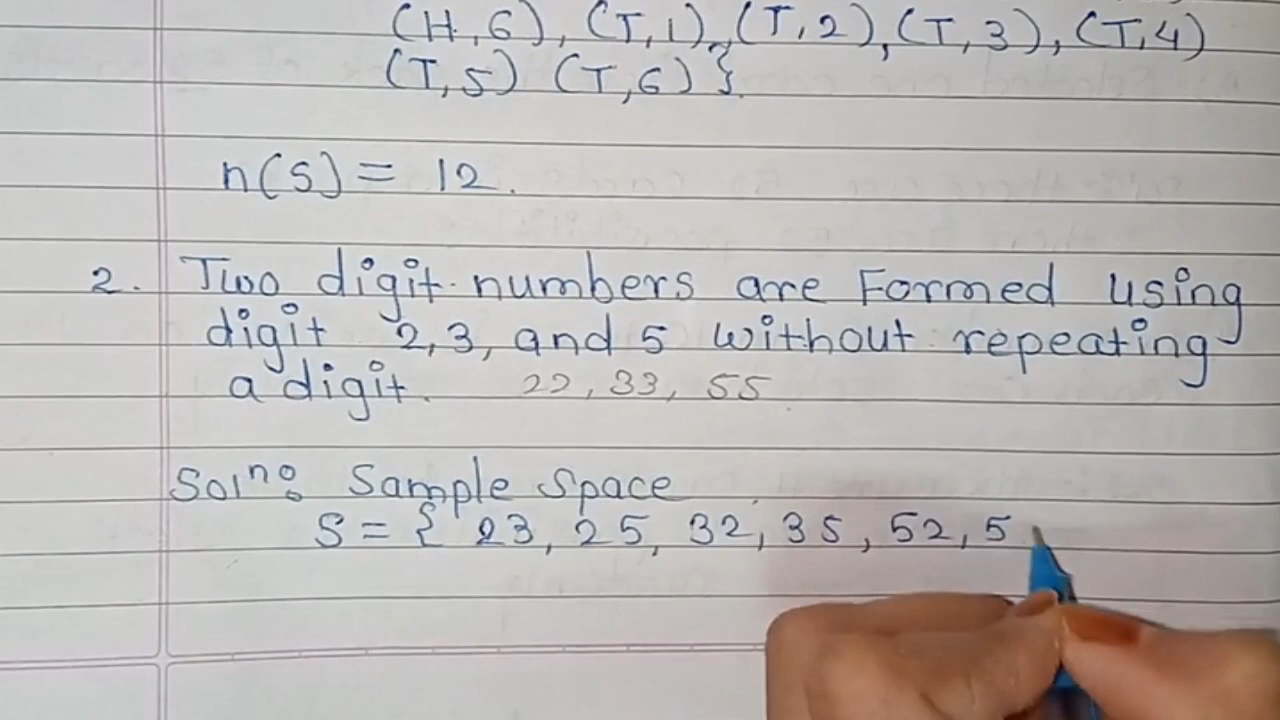 (H,6), (T,1), (T,2), (T,3), (T,4)
(T,5) (T,6)}.
n(S) = 12.
2. Two digit numbers are Formed using
digit 2,3, and 5 without repeating
a digit. 22, 33, 55
Solⁿ: Sample Space
S = { 23, 25, 32, 35, 52, 5